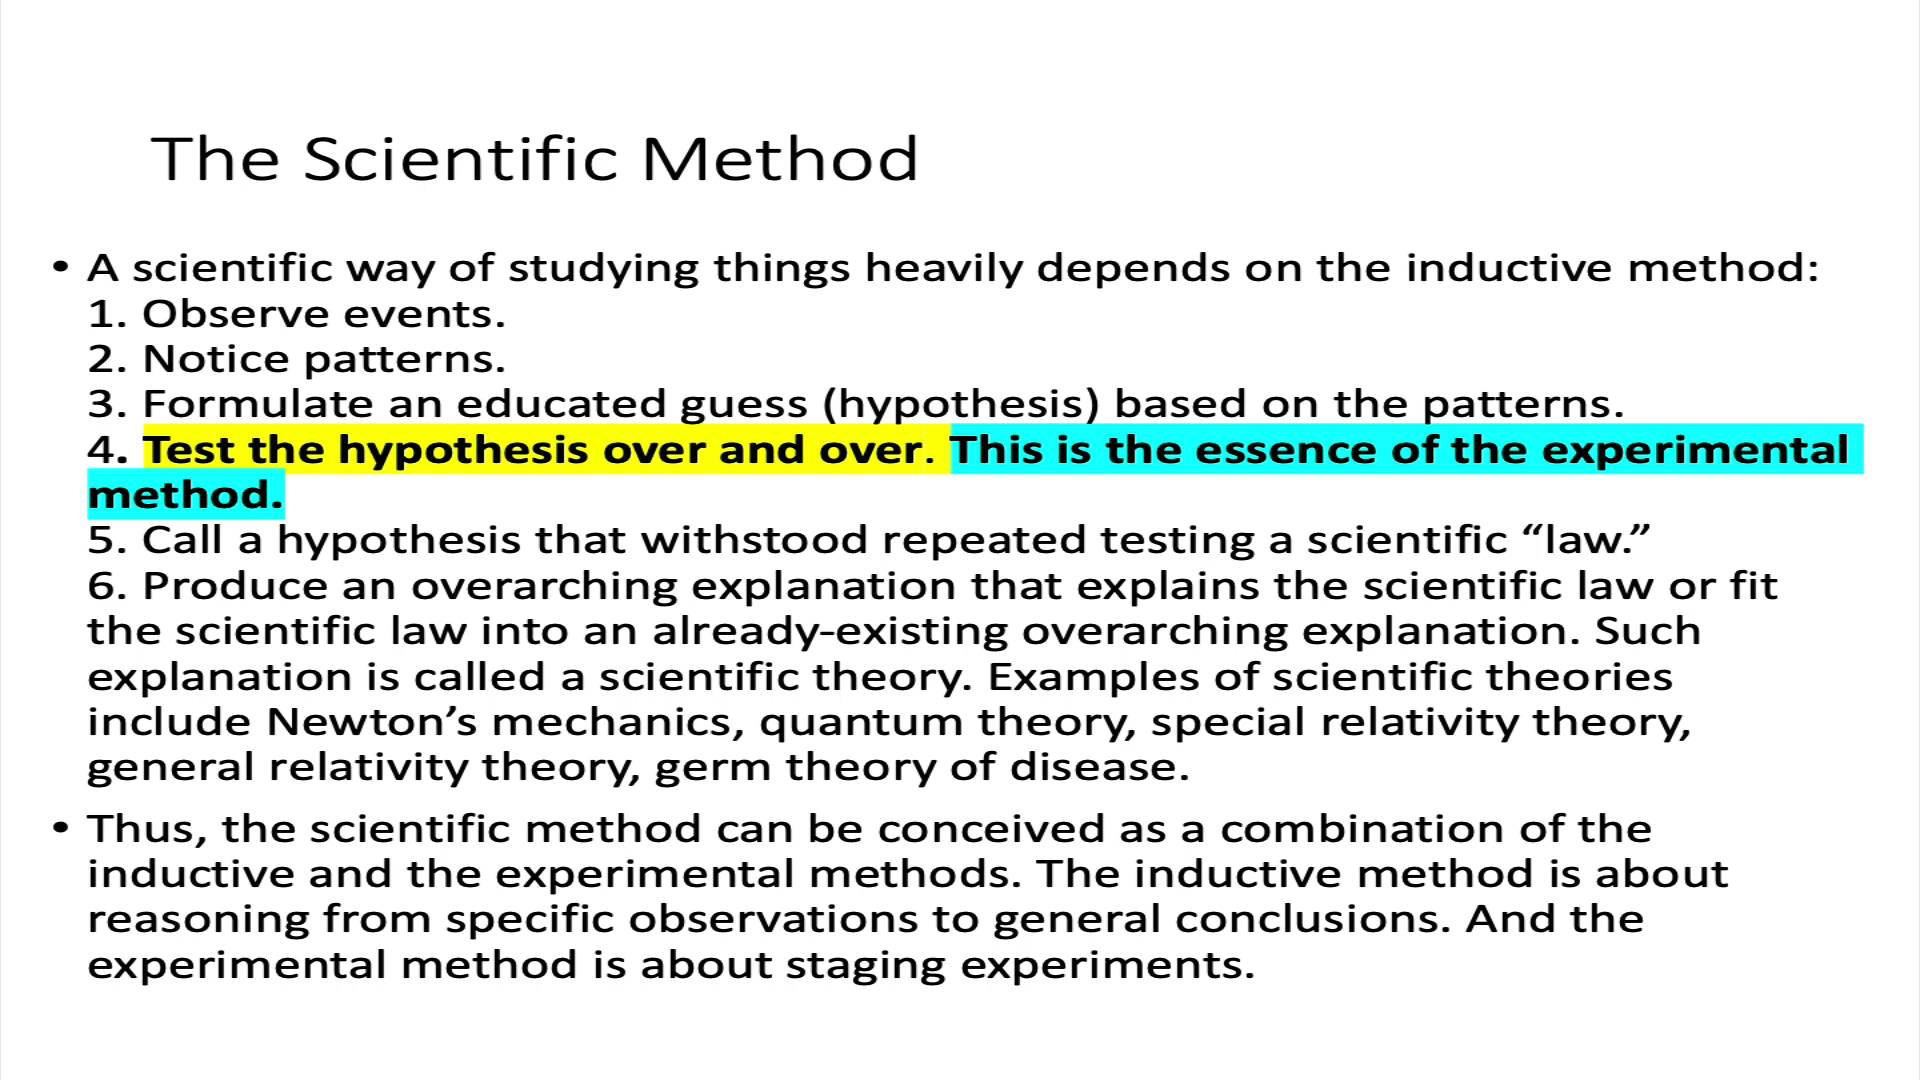 The Scientific Method
• A scientific way of studying things heavily depends on the inductive method:
1. Observe events.
2. Notice patterns.
3. Formulate an educated guess (hypothesis) based on the patterns.
4. Test the hypothesis over and over. This is the essence of the experimental
method.
5. Call a hypothesis that withstood repeated testing a scientific “law.”
6. Produce an overarching explanation that explains the scientific law or fit
the scientific law into an already-existing overarching explanation. Such
explanation is called a scientific theory. Examples of scientific theories
include Newton’s mechanics, quantum theory, special relativity theory,
general relativity theory, germ theory of disease.
• Thus, the scientific method can be conceived as a combination of the
inductive and the experimental methods. The inductive method is about
reasoning from specific observations to general conclusions. And the
experimental method is about staging experiments.